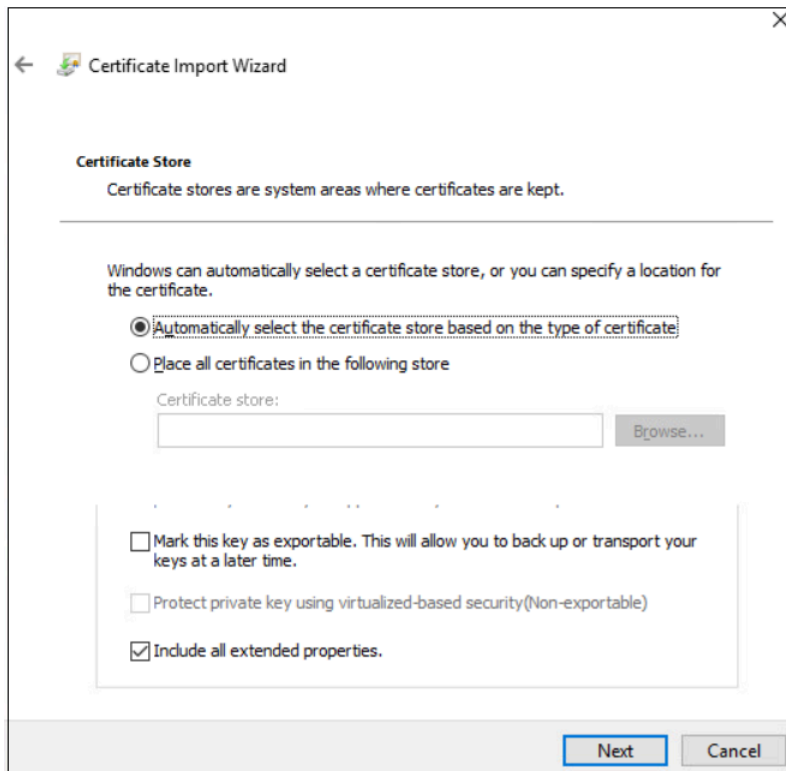 Certificate Import Wizard
Certificate Store
Certificate stores are system areas where certificates are kept.
Windows can automatically select a certificate store, or you can specify a location for
the certificate.
Automatically select the certificate store based on the type of certificate
Place all certificates in the following store
Certificate store:
Browse...
Mark this key as exportable. This will allow you to back up or transport your
keys at a later time.
Protect private key using virtualized-based security(Non-exportable)
Include all extended properties.
Next
Cancel